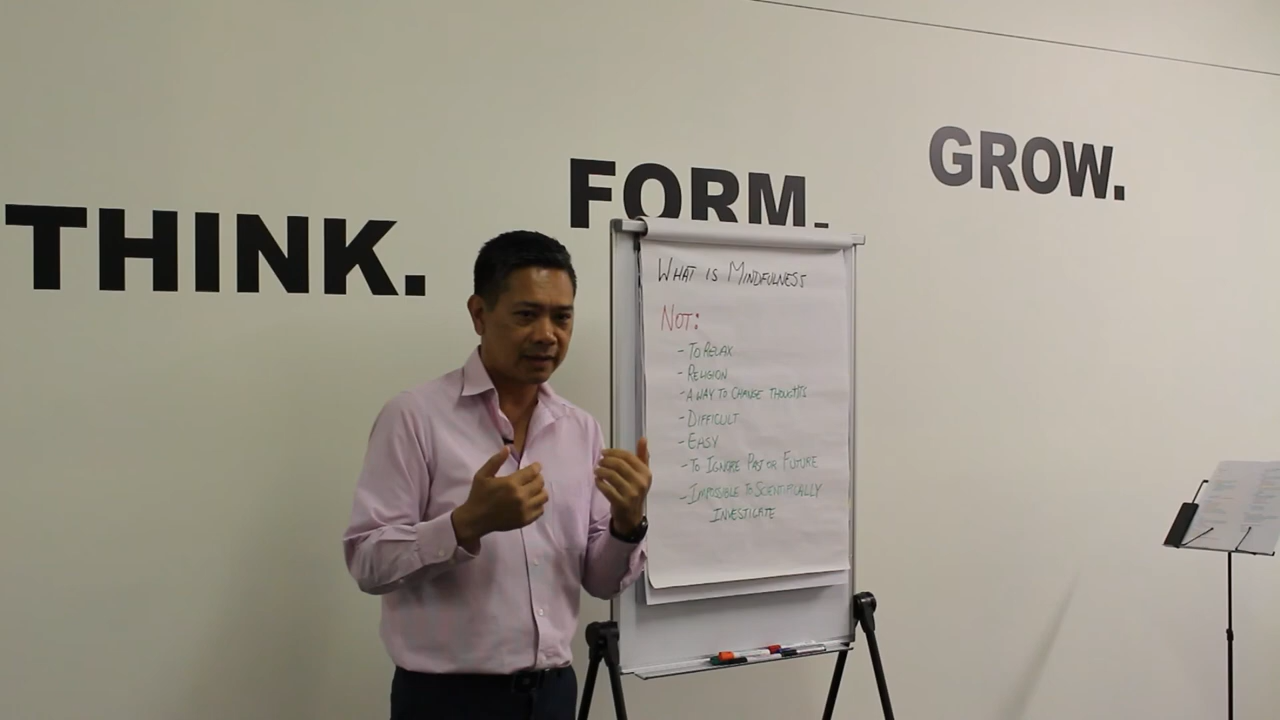 THINK.
FORM.
GROW.
WHAT IS MINDFULNESS
NOT:
- TO RELAX
- RELIGION
- A WAY TO CHANGE THOUGHTS
- DIFFICULT
- EASY
- TO IGNORE PAST OR FUTURE
- IMPOSSIBLE TO SCIENTIFICALLY
INVESTIGATE